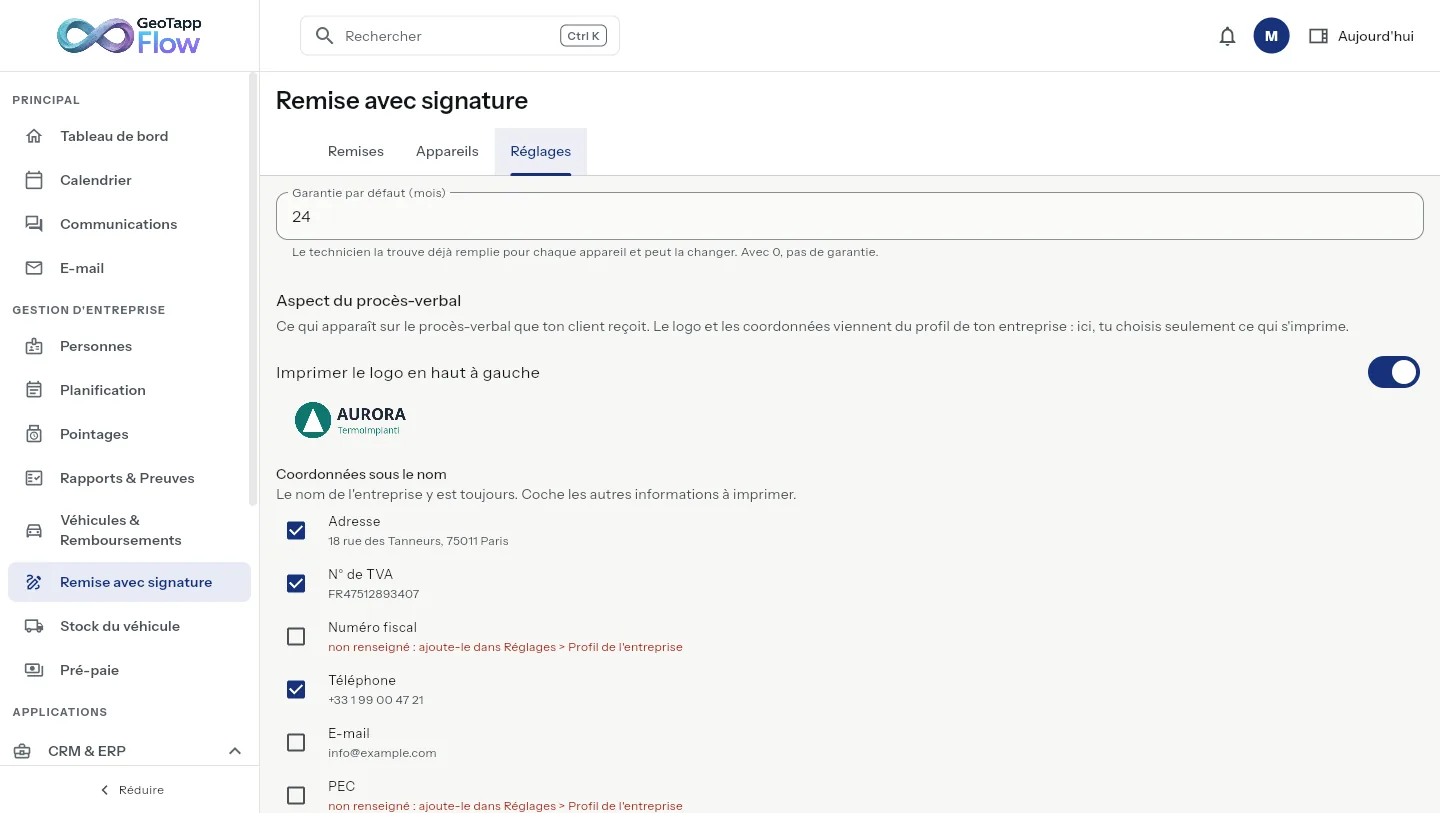 GeoTapp
Flow
Rechercher
Ctrl K
M
Aujourd'hui
PRINCIPAL
Tableau de bord
Calendrier
Communications
E-mail
GESTION D'ENTREPRISE
Personnes
Planification
Pointages
Rapports & Preuves
Véhicules &
Remboursements
Remise avec signature
Stock du véhicule
Pré-paie
APPLICATIONS
CRM & ERP
Réduire
Remise avec signature
Remises
Appareils
Réglages
Garantie par défaut (mois)
24
Le technicien la trouve déjà remplie pour chaque appareil et peut la changer. Avec 0, pas de garantie.
Aspect du procès-verbal
Ce qui apparaît sur le procès-verbal que ton client reçoit. Le logo et les coordonnées viennent du profil de ton entreprise : ici, tu choisis seulement ce qui s'imprime.
Imprimer le logo en haut à gauche
AURORA
Termoimpianti
Coordonnées sous le nom
Le nom de l'entreprise y est toujours. Coche les autres informations à imprimer.
Adresse
18 rue des Tanneurs, 75011 Paris
N° de TVA
FR47512893407
Numéro fiscal
non renseigné : ajoute-le dans Réglages > Profil de l'entreprise
Téléphone
+33 1 99 00 47 21
E-mail
info@example.com
PEC
non renseigné : ajoute-le dans Réglages > Profil de l'entreprise